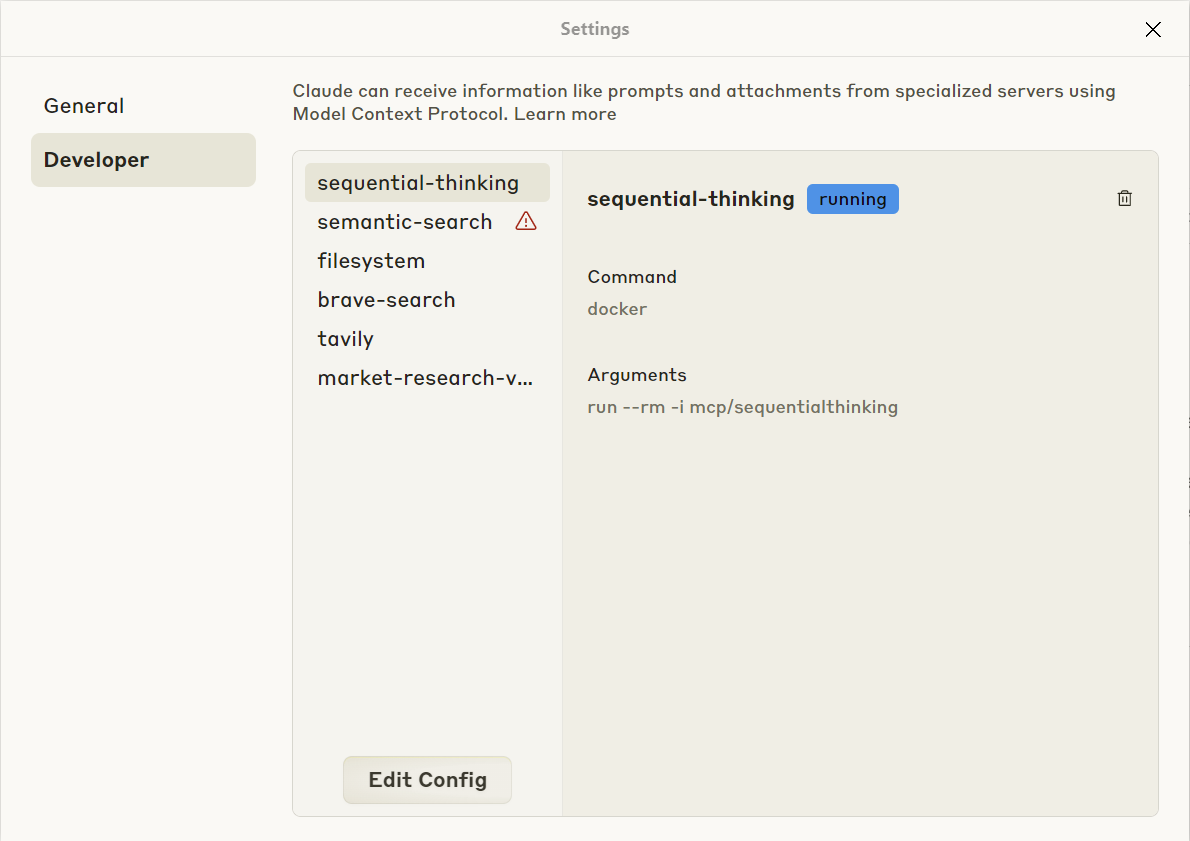 Settings
General
Developer
Claude can receive information like prompts and attachments from specialized servers using
Model Context Protocol. Learn more
sequential-thinking
semantic-search
filesystem
brave-search
tavily
market-research-v...
Edit Config
sequential-thinking running
Command
docker
Arguments
run --rm -i mcp/sequentialthinking